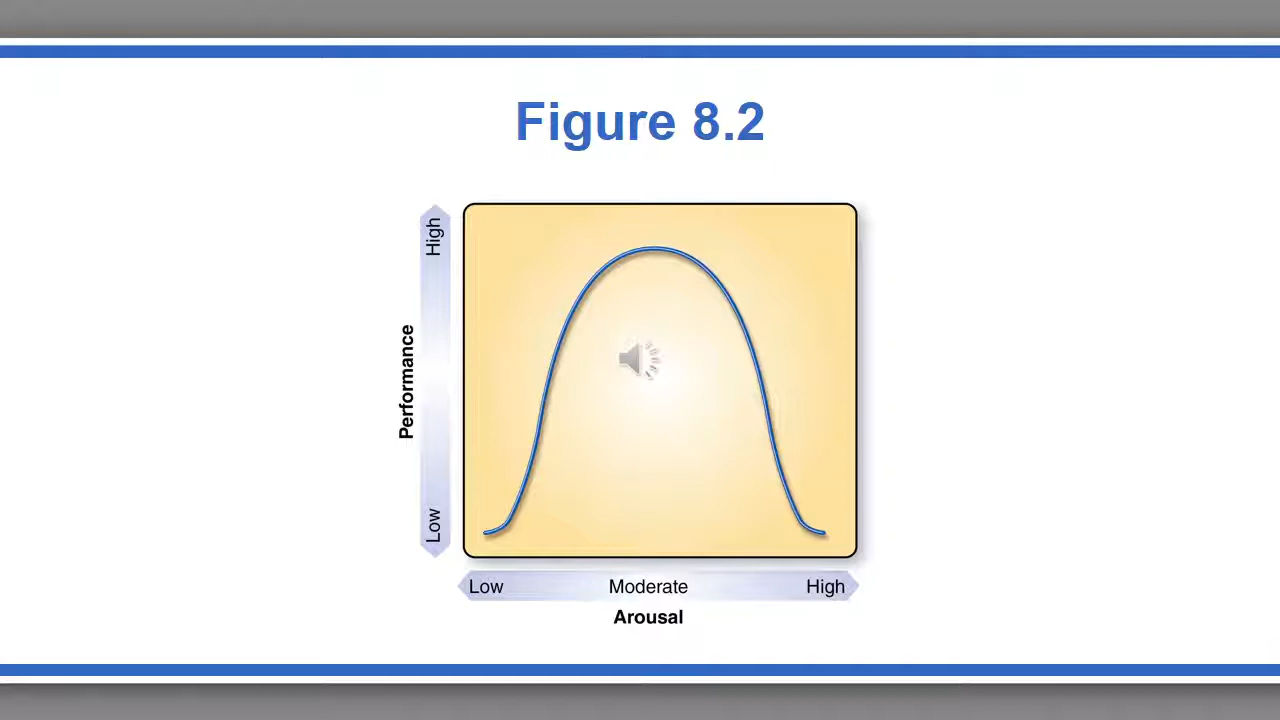 Figure 8.2
High
Performance
Low
Low Moderate High
Arousal